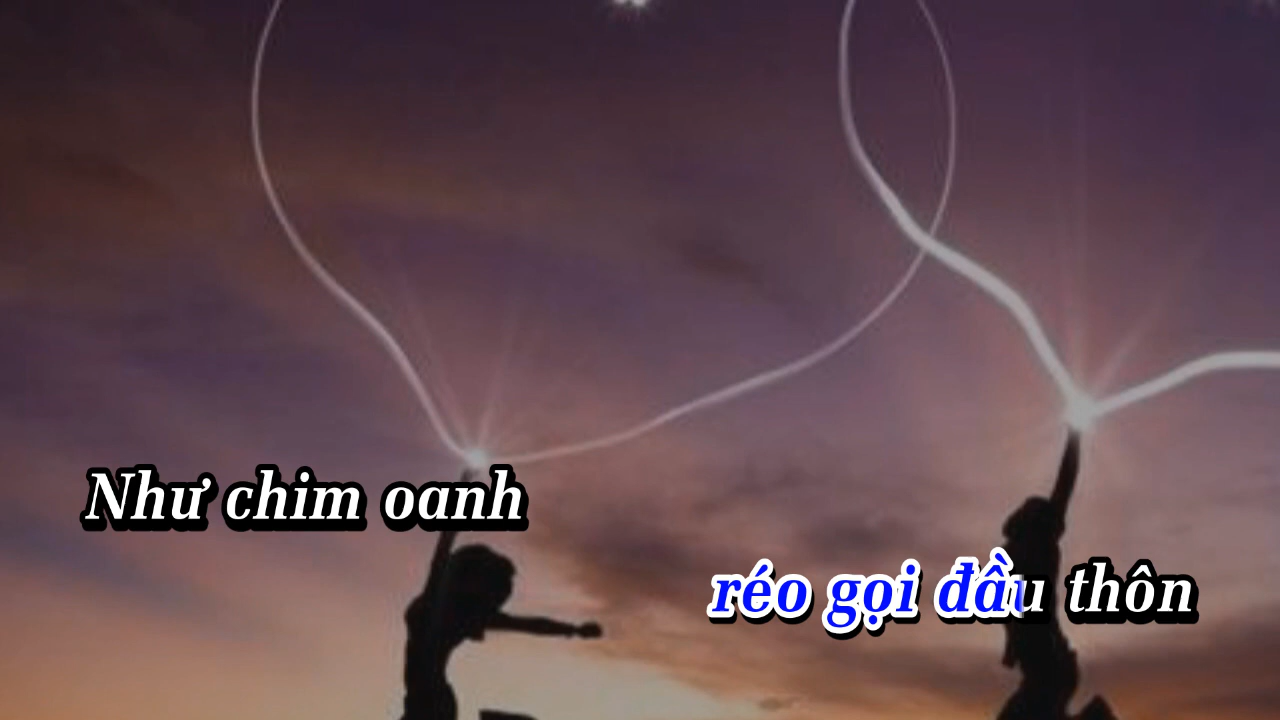 Như chim oanh
réo gọi đầu thôn